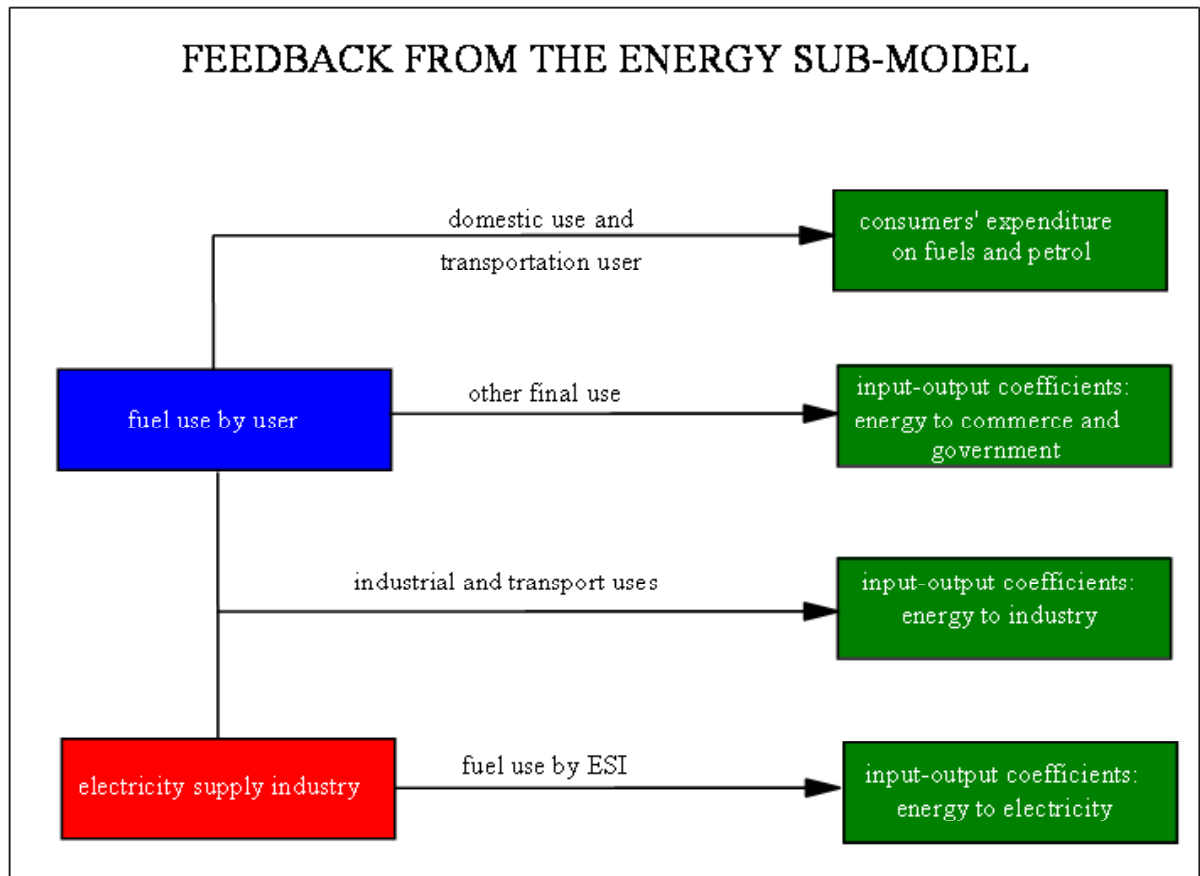 FEEDBACK FROM THE ENERGY SUB-MODEL
domestic use and
transportation user
consumers' expenditure
on fuels and petrol
fuel use by user
other final use
input-output coefficients:
energy to commerce and
government
industrial and transport uses
input-output coefficients:
energy to industry
electricity supply industry
fuel use by ESI
input-output coefficients:
energy to electricity